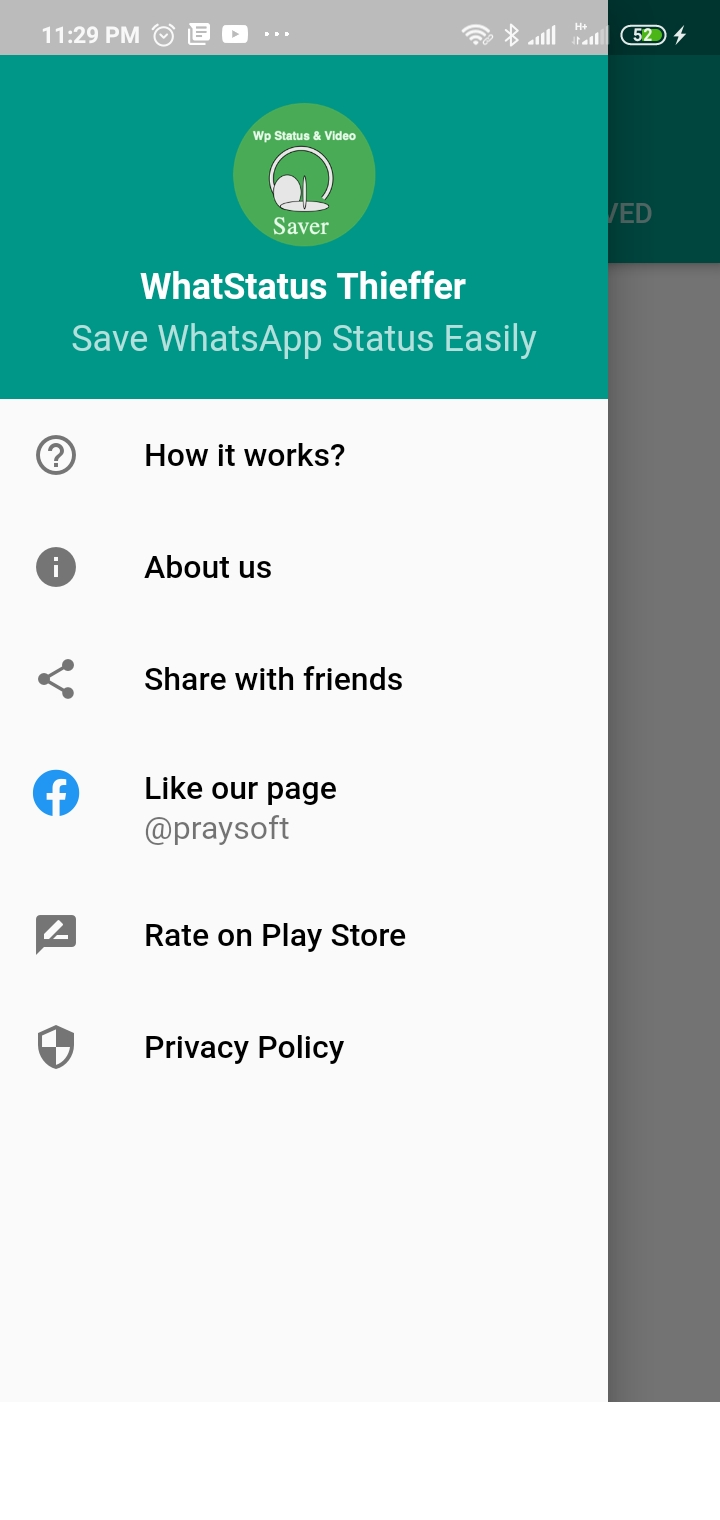 11:29 PM
H+
52
Wp Status & Video
Saver
VED
WhatStatus Thieffer
Save WhatsApp Status Easily
How it works?
About us
Share with friends
Like our page
@praysoft
Rate on Play Store
Privacy Policy